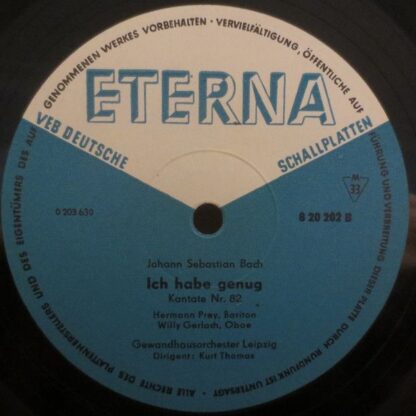 GENOMMENEN WERKES VORBEHALTEN · VERVIELFÄLTIGUNG, ÖFFENTLICHE AUF
FÜHRUNG UND VERBREITUNG DIESER PLATTE DURCH RUNDFUNK IST UNTERSAGT · ALLE RECHTE DES PLATTENHERSTELLERS UND DES EIGENTÜMERS DES AUF
ETERNA
VEB DEUTSCHE
SCHALLPLATTEN
M
33
0 203 630
8 20 202 B
Johann Sebastian Bach
Ich habe genug
Kantate Nr. 82
Hermann Prey, Bariton
Willy Gerlach, Oboe
Gewandhausorchester Leipzig
Dirigent: Kurt Thomas